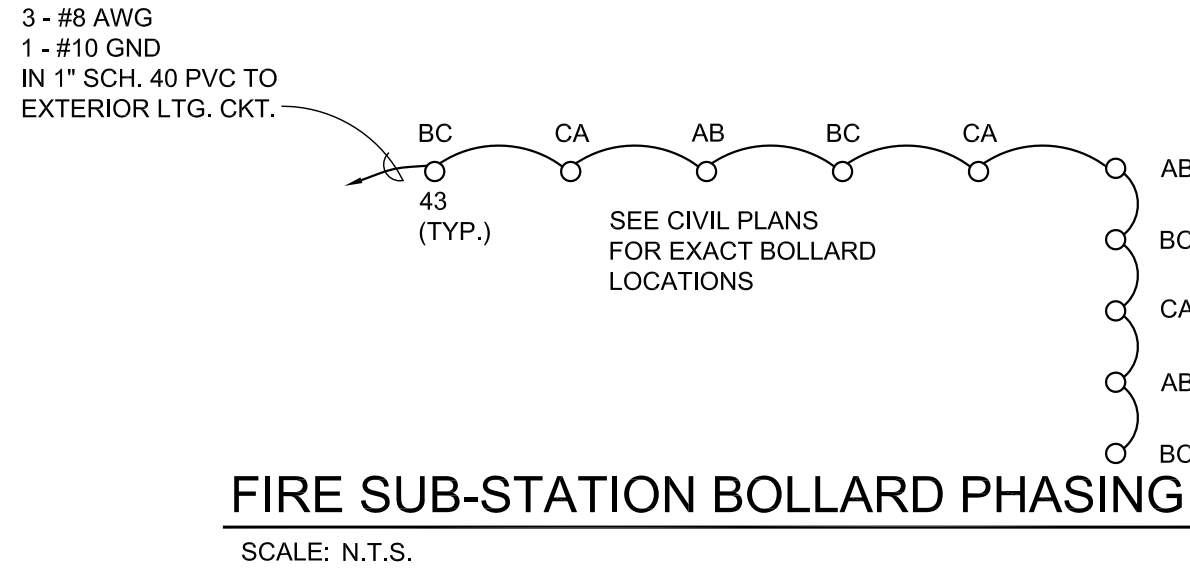 3 - #8 AWG
1 - #10 GND
IN 1" SCH. 40 PVC TO
EXTERIOR LTG. CKT.
BC
CA
AB
BC
CA
AB
BC
CA
AB
BC
43
(TYP.)
SEE CIVIL PLANS
FOR EXACT BOLLARD
LOCATIONS
FIRE SUB-STATION BOLLARD PHASING
SCALE: N.T.S.